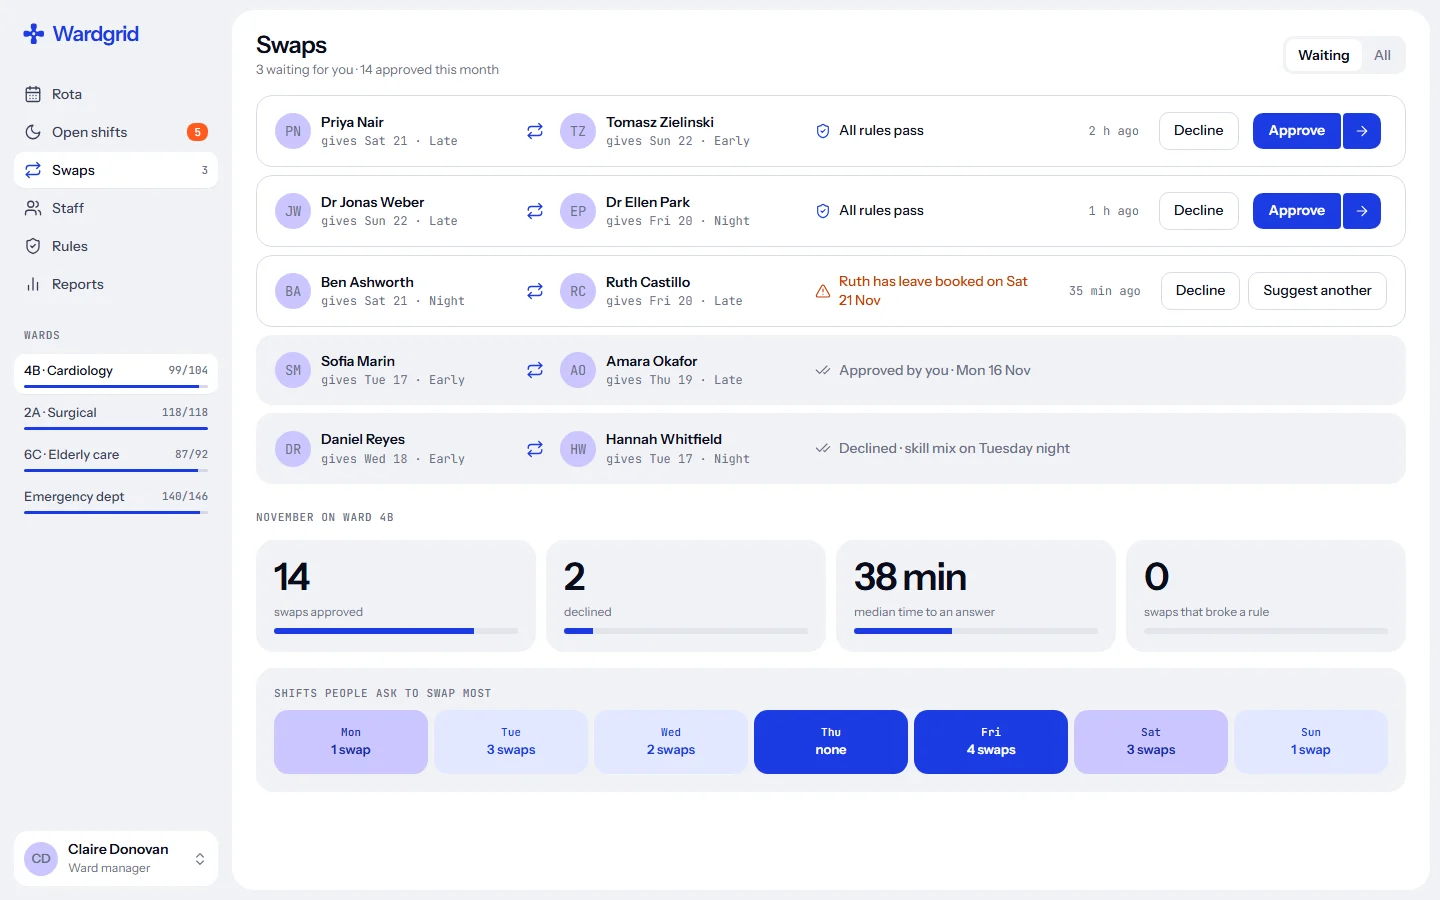 Wardgrid
Rota
Open shifts 5
Swaps 3
Staff
Rules
Reports
WARDS
4B · Cardiology 99/104
2A · Surgical 118/118
6C · Elderly care 87/92
Emergency dept 140/146
CD
Claire Donovan
Ward manager
Swaps
3 waiting for you · 14 approved this month
Waiting All
PN
Priya Nair
gives Sat 21 · Late
TZ
Tomasz Zielinski
gives Sun 22 · Early
All rules pass
2 h ago
Decline
Approve
JW
Dr Jonas Weber
gives Sun 22 · Late
EP
Dr Ellen Park
gives Fri 20 · Night
All rules pass
1 h ago
Decline
Approve
BA
Ben Ashworth
gives Sat 21 · Night
RC
Ruth Castillo
gives Fri 20 · Late
Ruth has leave booked on Sat
21 Nov
35 min ago
Decline
Suggest another
SM
Sofia Marin
gives Tue 17 · Early
AO
Amara Okafor
gives Thu 19 · Late
Approved by you · Mon 16 Nov
DR
Daniel Reyes
gives Wed 18 · Early
HW
Hannah Whitfield
gives Tue 17 · Night
Declined · skill mix on Tuesday night
NOVEMBER ON WARD 4B
14
swaps approved
2
declined
38 min
median time to an answer
0
swaps that broke a rule
SHIFTS PEOPLE ASK TO SWAP MOST
Mon
1 swap
Tue
3 swaps
Wed
2 swaps
Thu
none
Fri
4 swaps
Sat
3 swaps
Sun
1 swap